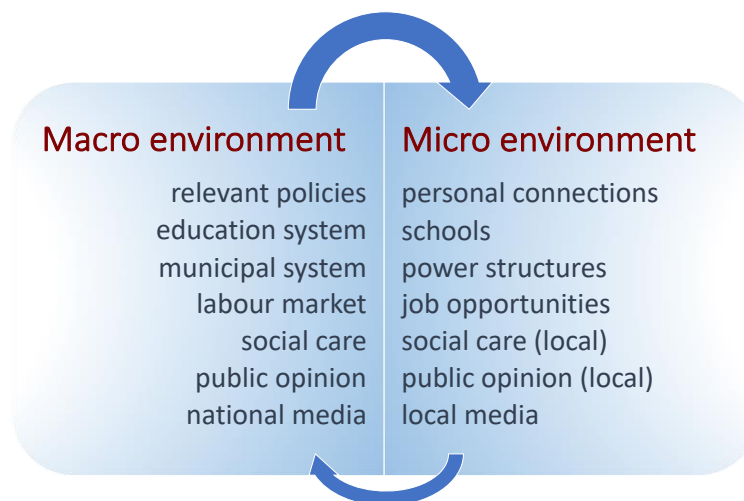 Macro environment
relevant policies
education system
municipal system
labour market
social care
public opinion
national media
Micro environment
personal connections
schools
power structures
job opportunities
social care (local)
public opinion (local)
local media